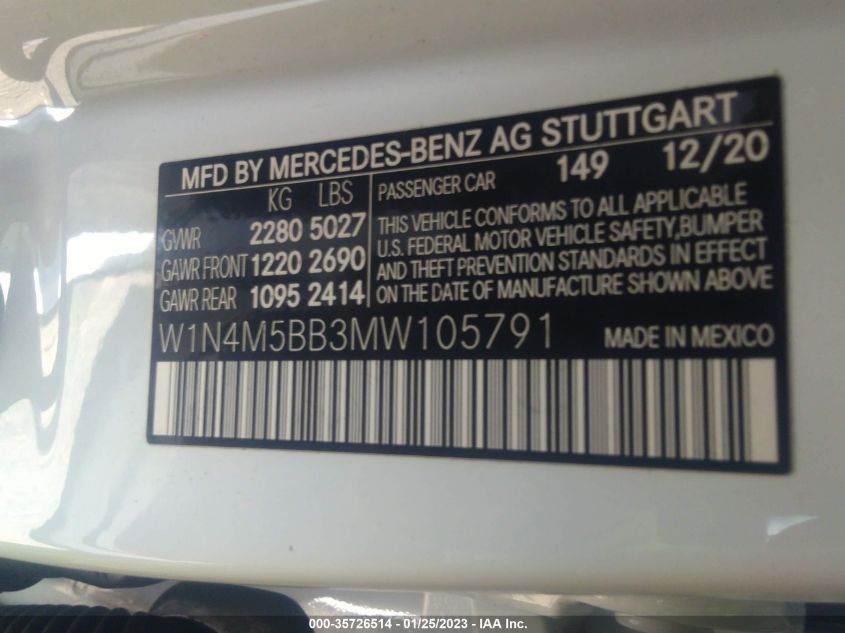 MFD BY MERCEDES-BENZ AG STUTTGART
KG LBS
GVWR 2280 5027
GAWR FRONT 1220 2690
GAWR REAR 1095 2414
PASSENGER CAR 149 12/20
THIS VEHICLE CONFORMS TO ALL APPLICABLE
U.S. FEDERAL MOTOR VEHICLE SAFETY,BUMPER
AND THEFT PREVENTION STANDARDS IN EFFECT
ON THE DATE OF MANUFACTURE SHOWN ABOVE
W1N4M5BB3MW105791 MADE IN MEXICO
000-35726514 - 01/25/2023 - IAA Inc.